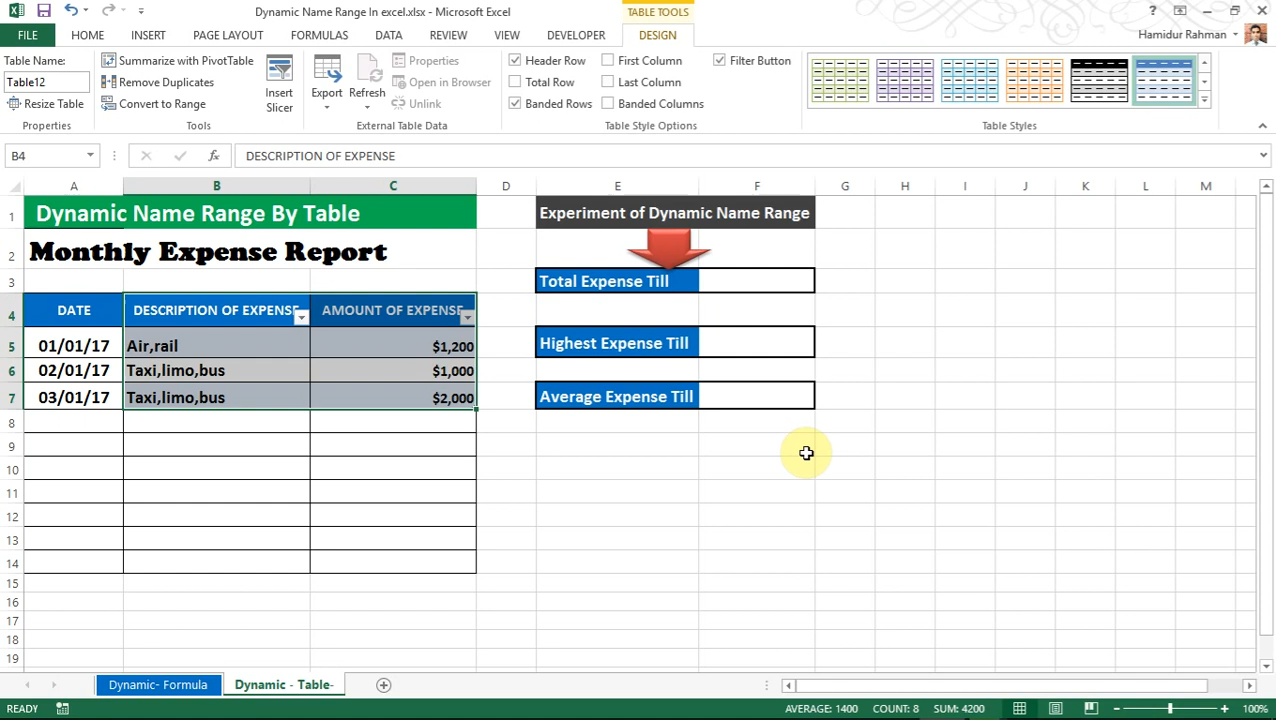 Dynamic Name Range In excel.xlsx - Microsoft Excel
TABLE TOOLS
?
FILE
HOME
INSERT
PAGE LAYOUT
FORMULAS
DATA
REVIEW
VIEW
DEVELOPER
DESIGN
Hamidur Rahman
Table Name:
Table12
Resize Table
Properties
Summarize with PivotTable
Remove Duplicates
Convert to Range
Tools
Insert
Slicer
Export
Refresh
Properties
Open in Browser
Unlink
External Table Data
Header Row
Total Row
Banded Rows
First Column
Last Column
Banded Columns
Filter Button
Table Style Options
Table Styles
B4
fx
DESCRIPTION OF EXPENSE
A B C D E F G H I J K L M
1 Dynamic Name Range By Table Experiment of Dynamic Name Range
2 Monthly Expense Report
3 Total Expense Till
4 DATE DESCRIPTION OF EXPENSE AMOUNT OF EXPENSE
5 01/01/17 Air,rail $1,200 Highest Expense Till
6 02/01/17 Taxi,limo,bus $1,000
7 03/01/17 Taxi,limo,bus $2,000 Average Expense Till
8
9
10
11
12
13
14
15
16
17
18
19
Dynamic- Formula
Dynamic - Table-
READY
AVERAGE: 1400 COUNT: 8 SUM: 4200
100%